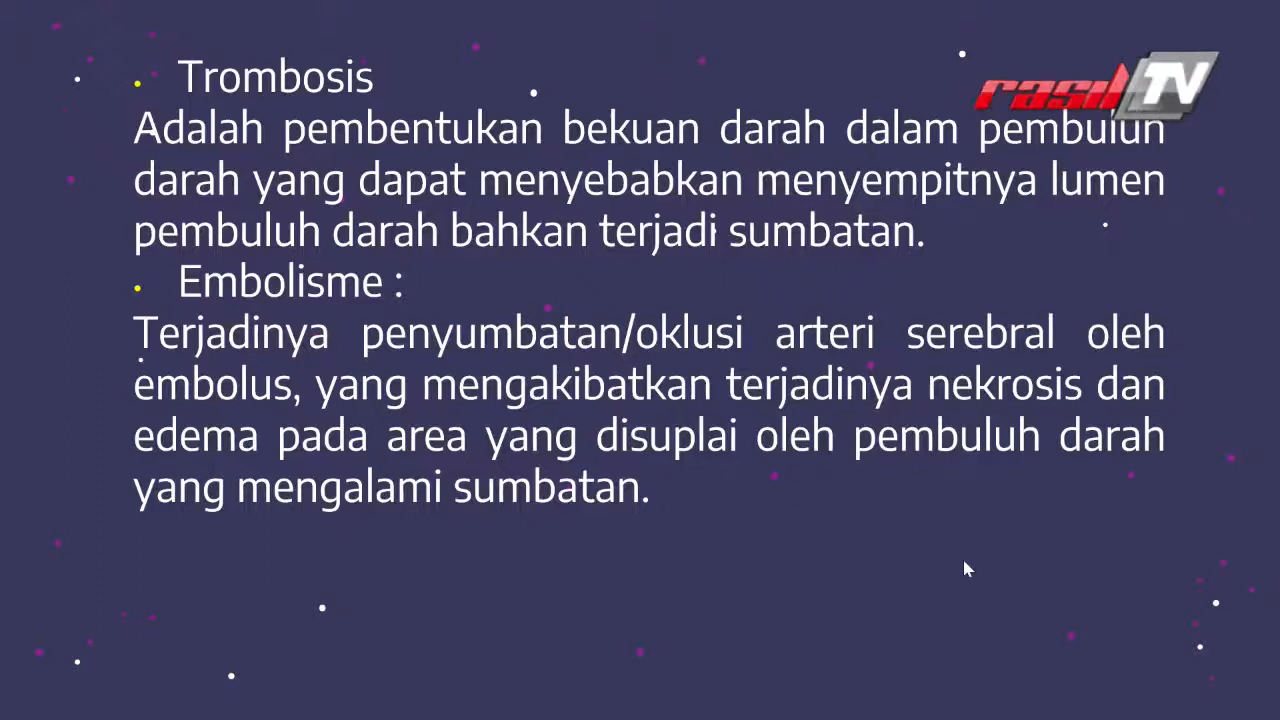 rasil TV
• Trombosis
Adalah pembentukan bekuan darah dalam pembuluh
darah yang dapat menyebabkan menyempitnya lumen
pembuluh darah bahkan terjadi sumbatan.
• Embolisme :
Terjadinya penyumbatan/oklusi arteri serebral oleh
embolus, yang mengakibatkan terjadinya nekrosis dan
edema pada area yang disuplai oleh pembuluh darah
yang mengalami sumbatan.